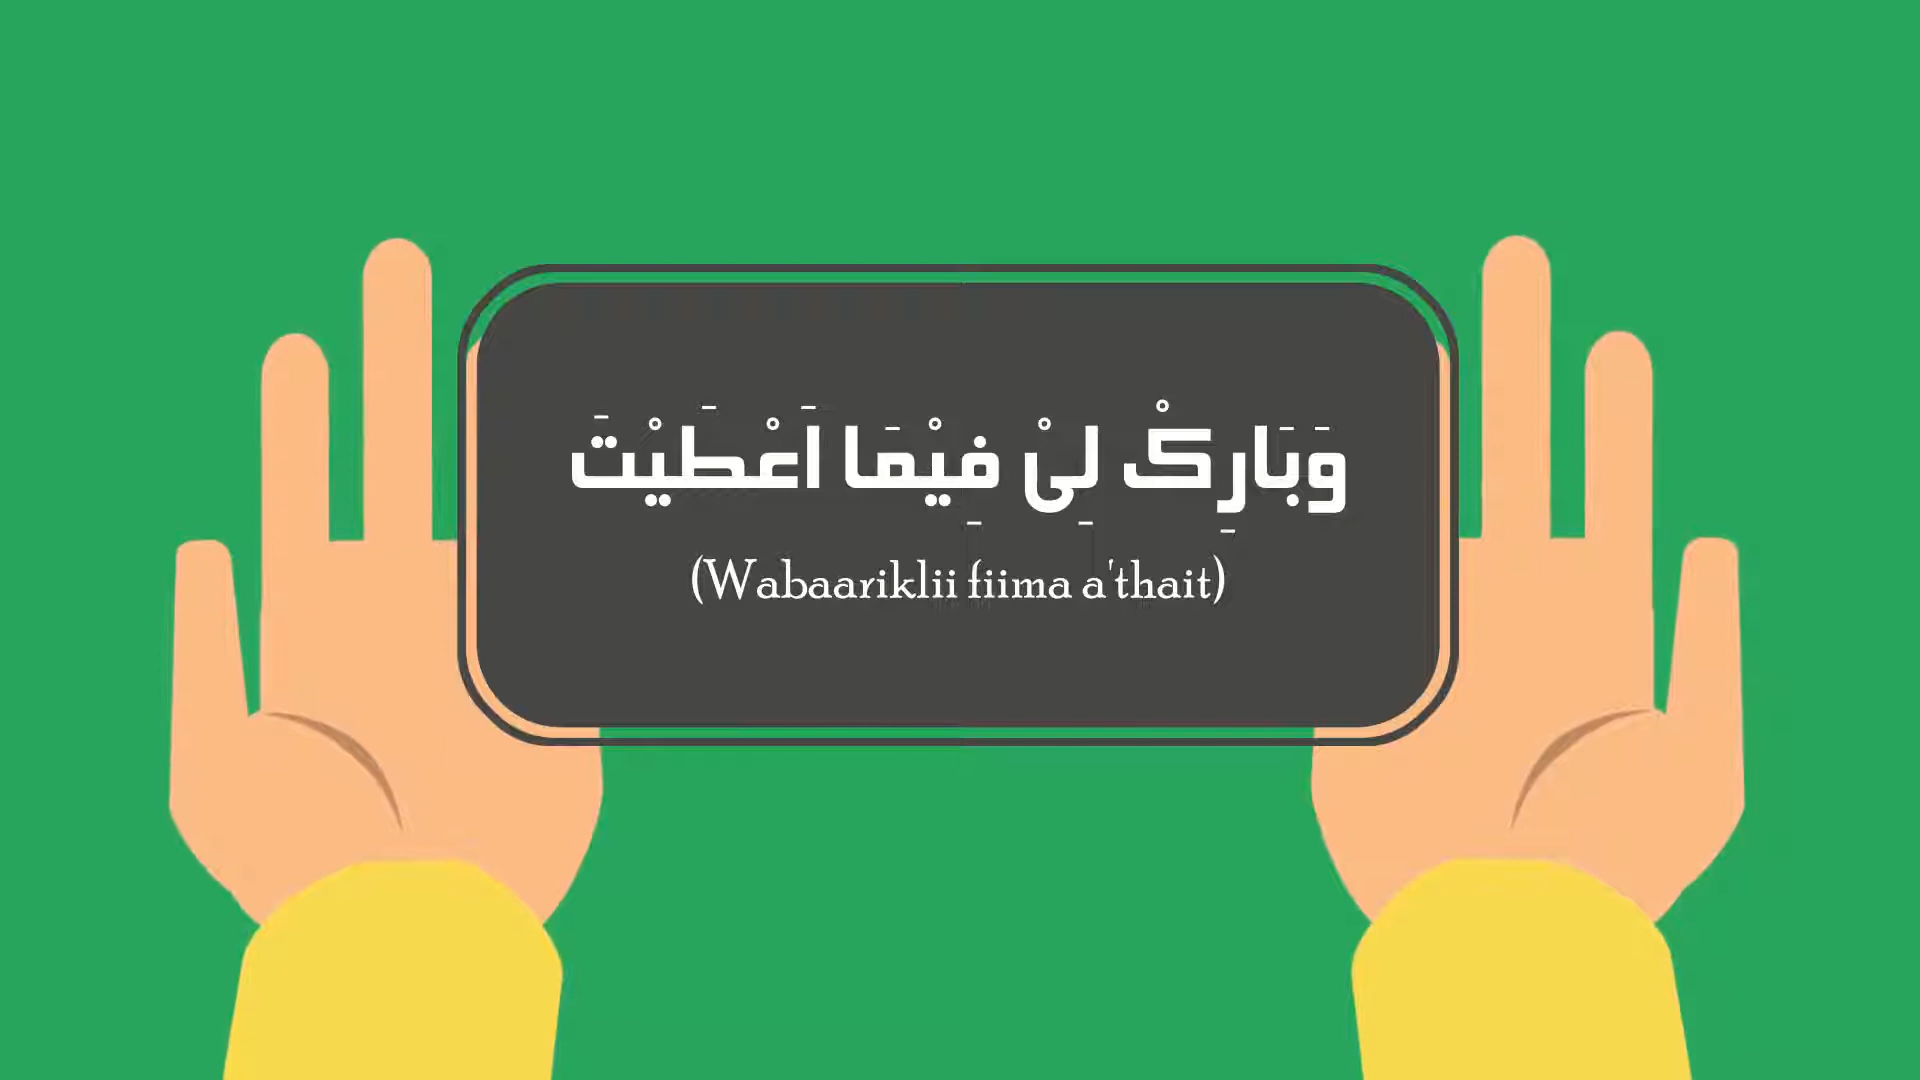 وَبَارِكْ لِىْ فِيْمَا اَعْطَيْتَ
(Wabaariklii fiima a'thait)